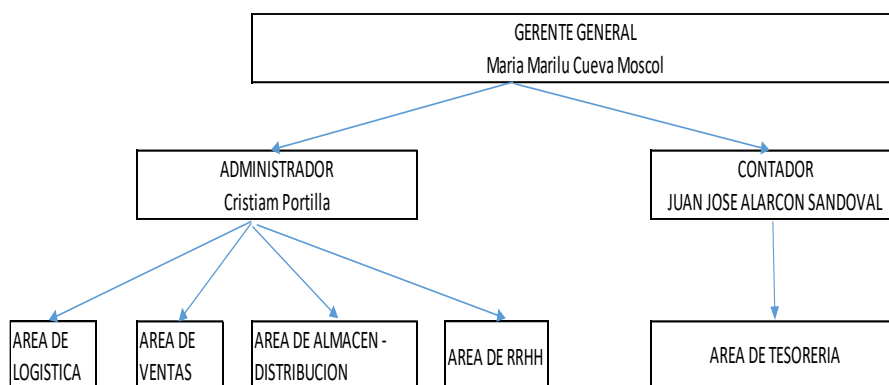 GERENTE GENERAL
Maria Marilu Cueva Moscol
ADMINISTRADOR
Cristiam Portilla
CONTADOR
JUAN JOSE ALARCON SANDOVAL
AREA DE
LOGISTICA
AREA DE
VENTAS
AREA DE ALMACEN -
DISTRIBUCION
AREA DE RRHH
AREA DE TESORERIA